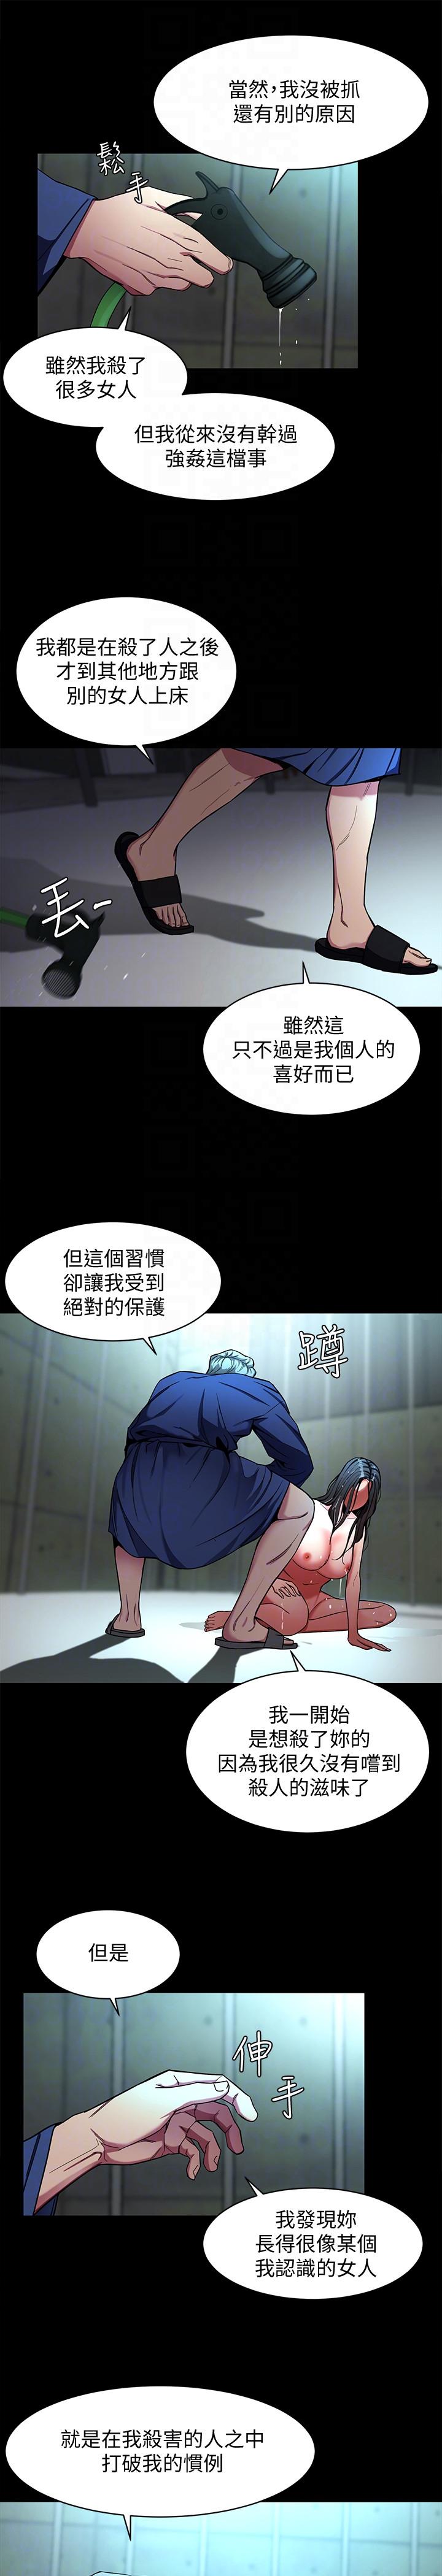 當然，我沒被抓
還有別的原因
鬆手
雖然我殺了
很多女人
但我從來沒有幹過
強姦這檔事
我都是在殺了人之後
才到其他地方跟
別的女人上床
丟-
雖然這
只不過是我個人的
喜好而已
但這個習慣
卻讓我受到
絕對的保護
蹲
我一開始
是想殺了妳的
因為我很久沒有嚐到
殺人的滋味了
但是
伸手
我發現妳
長得很像某個
我認識的女人
就是在我殺害的人之中
打破我的慣例